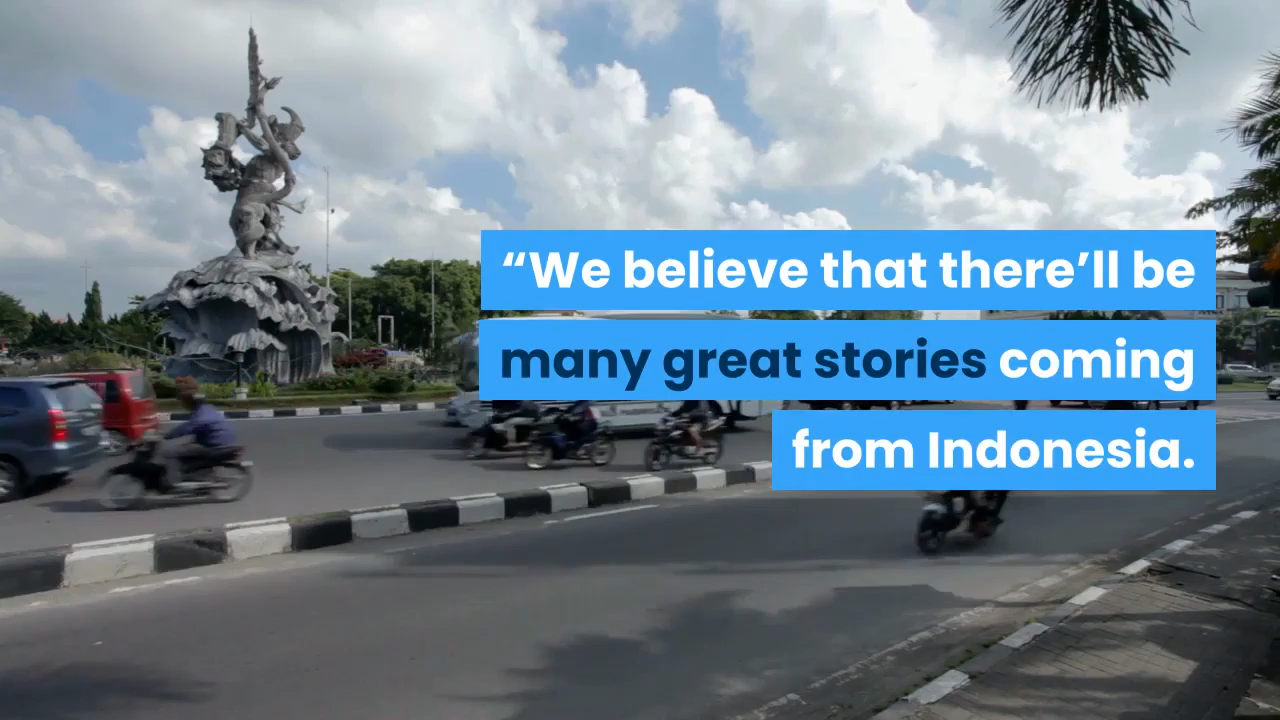 “We believe that there’ll be
many great stories coming
from Indonesia.